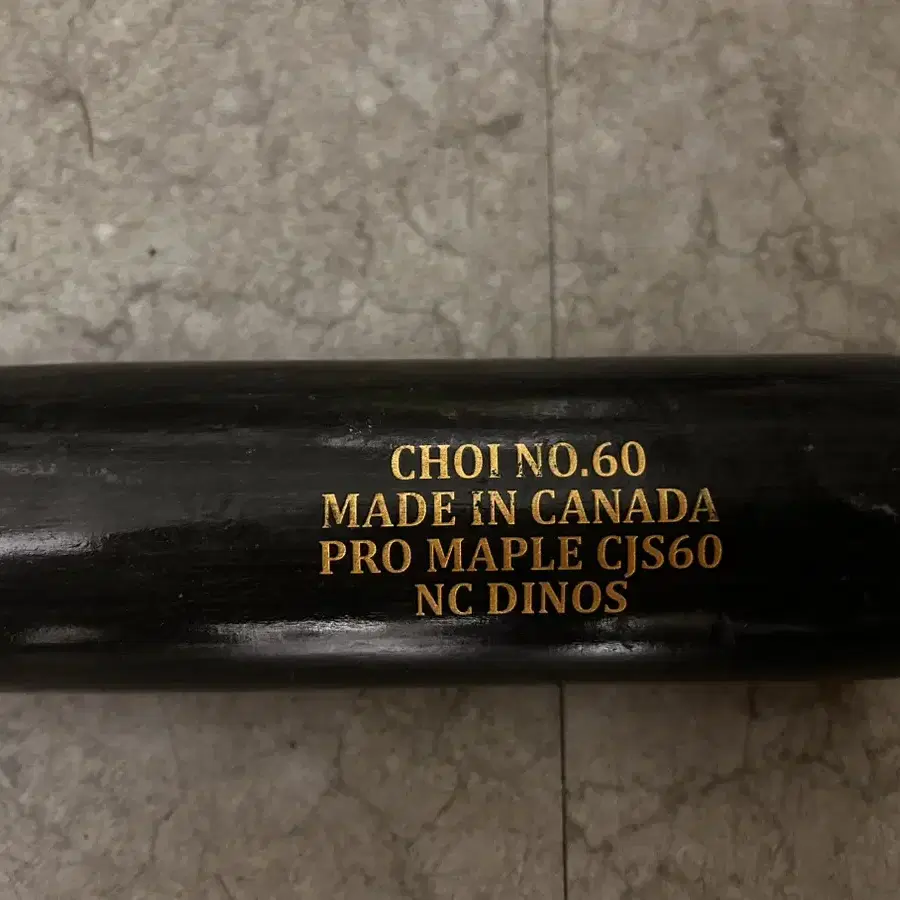 CHOI NO.60
MADE IN CANADA
PRO MAPLE CJS60
NC DINOS